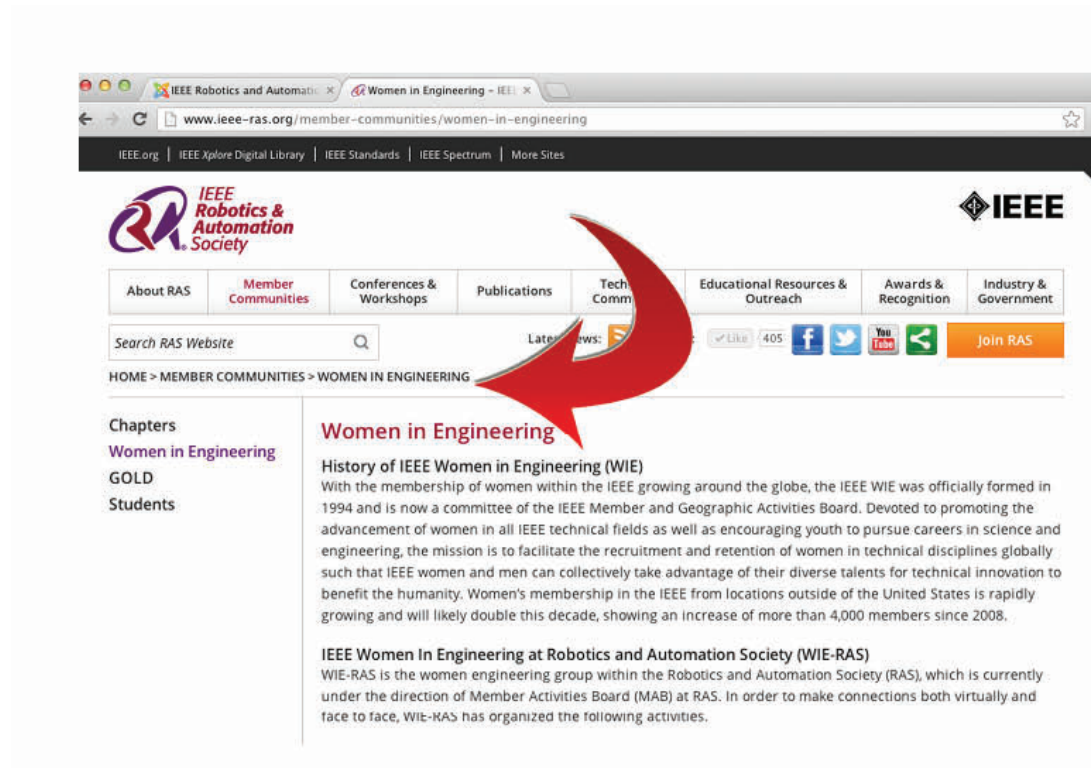 IEEE Robotics and Automatic
Women in Engineering - IEE
www.ieee-ras.org/member-communities/women-in-engineering
IEEE.org | IEEE Xplore Digital Library | IEEE Standards | IEEE Spectrum | More Sites
IEEE
Robotics &
Automation
Society
IEEE
About RAS
Member
Communities
Conferences &
Workshops
Publications
Educational Resources &
Outreach
Awards &
Recognition
Industry &
Government
Search RAS Website
Like 405
You
Tube
Join RAS
HOME > MEMBER COMMUNITIES > WOMEN IN ENGINEERING
Chapters
Women in Engineering
GOLD
Students
Women in Engineering
History of IEEE Women in Engineering (WIE)
With the membership of women within the IEEE growing around the globe, the IEEE WIE was officially formed in
1994 and is now a committee of the IEEE Member and Geographic Activities Board. Devoted to promoting the
advancement of women in all IEEE technical fields as well as encouraging youth to pursue careers in science and
engineering, the mission is to facilitate the recruitment and retention of women in technical disciplines globally
such that IEEE women and men can collectively take advantage of their diverse talents for technical innovation to
benefit the humanity. Women's membership in the IEEE from locations outside of the United States is rapidly
growing and will likely double this decade, showing an increase of more than 4,000 members since 2008.
IEEE Women In Engineering at Robotics and Automation Society (WIE-RAS)
WIE-RAS is the women engineering group within the Robotics and Automation Society (RAS), which is currently
under the direction of Member Activities Board (MAB) at RAS. In order to make connections both virtually and
face to face, WIE-RAS has organized the following activities.